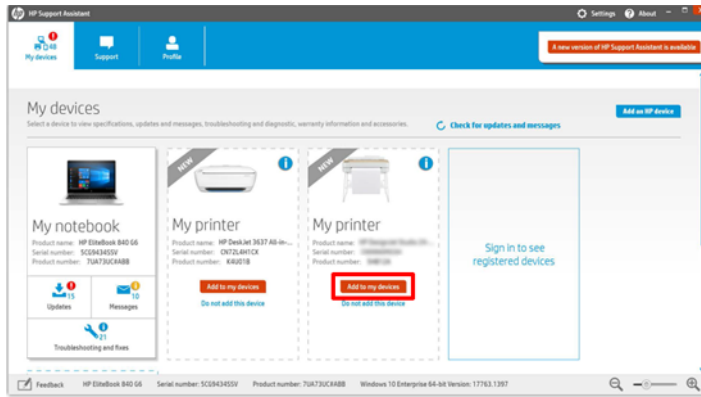 HP Support Assistant
Settings
About
48
My devices
Support
Profile
A new version of HP Support Assistant is available
My devices
Select a device to view specifications, updates and messages, troubleshooting and diagnostic, warranty information and accessories.
Check for updates and messages
Add an HP device
My notebook
Product name: HP EliteBook 840 G6
Serial number: 5CG943455V
Product number: 7UA73UC#ABB
15
Updates
10
Messages
21
Troubleshooting and fixes
NEW
My printer
Product name: HP DeskJet 3637 All-in-...
Serial number: CN72L4H1CX
Product number: K4U01B
Add to my devices
Do not add this device
NEW
My printer
Product name:
Serial number:
Product number:
Add to my devices
Do not add this device
Sign in to see
registered devices
Feedback
HP EliteBook 840 G6
Serial number: 5CG943455V
Product number: 7UA73UC#ABB
Windows 10 Enterprise 64-bit Version: 17763.1397